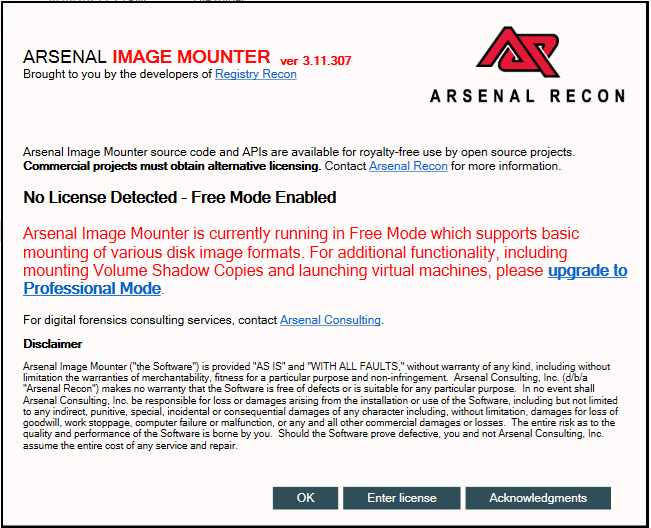 ARSENAL IMAGE MOUNTER ver 3.11.307
Brought to you by the developers of Registry Recon
ARSENAL RECON
Arsenal Image Mounter source code and APIs are available for royalty-free use by open source projects.
Commercial projects must obtain alternative licensing. Contact Arsenal Recon for more information.
No License Detected - Free Mode Enabled
Arsenal Image Mounter is currently running in Free Mode which supports basic
mounting of various disk image formats. For additional functionality, including
mounting Volume Shadow Copies and launching virtual machines, please upgrade to
Professional Mode.
For digital forensics consulting services, contact Arsenal Consulting.
Disclaimer
Arsenal Image Mounter ("the Software") is provided "AS IS" and "WITH ALL FAULTS," without warranty of any kind, including without
limitation the warranties of merchantability, fitness for a particular purpose and non-infringement. Arsenal Consulting, Inc. (d/b/a
"Arsenal Recon") makes no warranty that the Software is free of defects or is suitable for any particular purpose. In no event shall
Arsenal Consulting, Inc. be responsible for loss or damages arising from the installation or use of the Software, including but not limited
to any indirect, punitive, special, incidental or consequential damages of any character including, without limitation, damages for loss of
goodwill, work stoppage, computer failure or malfunction, or any and all other commercial damages or losses. The entire risk as to the
quality and performance of the Software is borne by you. Should the Software prove defective, you and not Arsenal Consulting, Inc.
assume the entire cost of any service and repair.
OK Enter license Acknowledgments